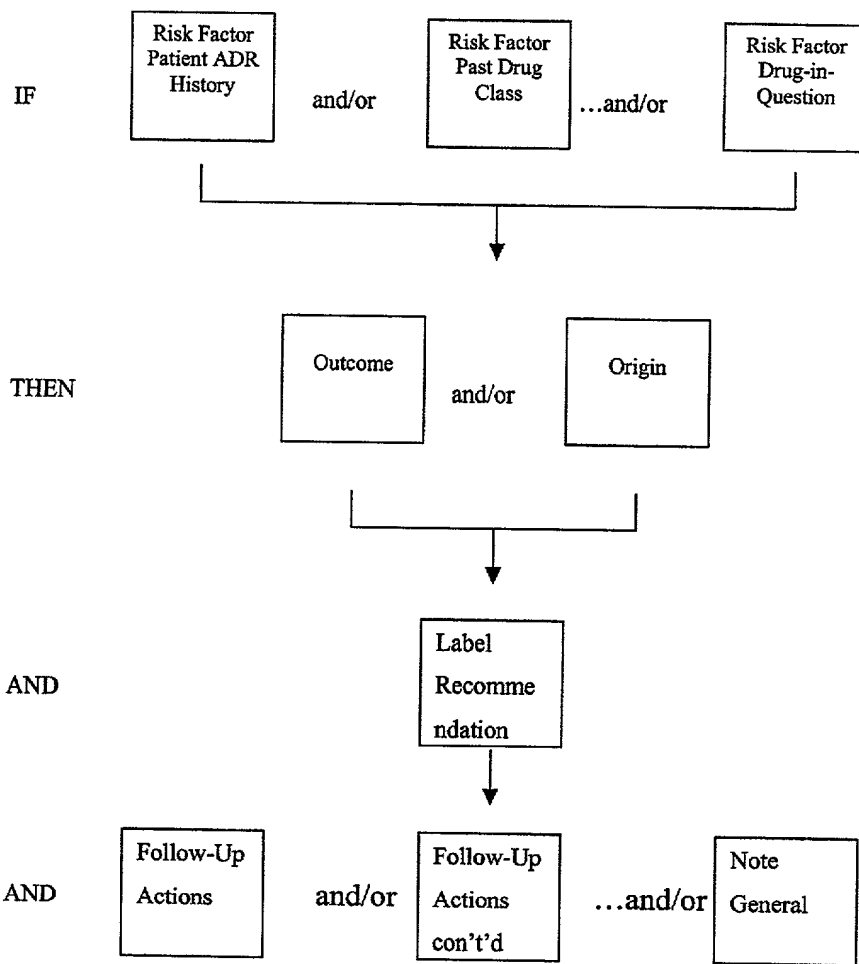 Risk Factor
Patient ADR
History
Risk Factor
Past Drug
Class
Risk Factor
Drug-in-
Question
IF
and/or
...and/or
THEN
Outcome
and/or
Origin
AND
Label
Recomme
ndation
AND
Follow-Up
Actions
and/or
Follow-Up
Actions
con't'd
...and/or
Note
General